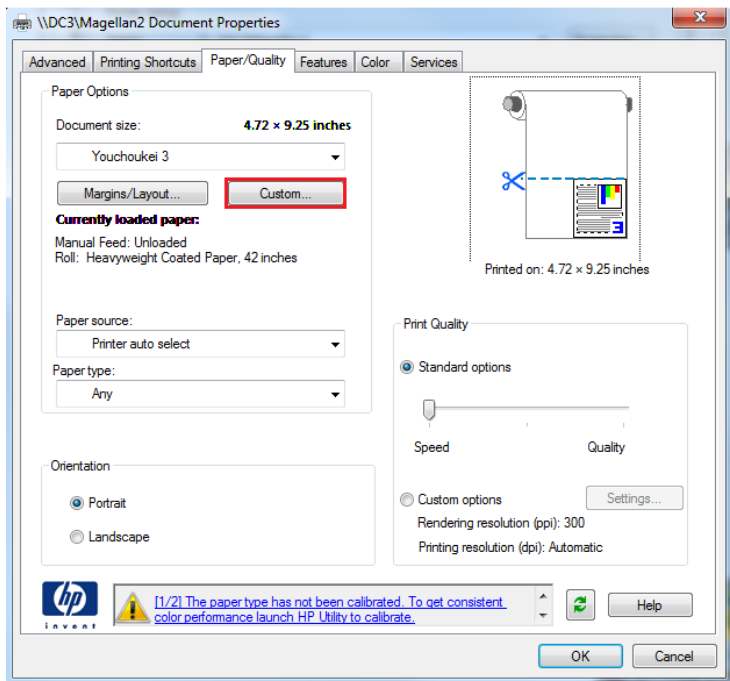 \\DC3\Magellan2 Document Properties
x
Advanced
Printing Shortcuts
Paper/Quality
Features
Color
Services
Paper Options
Document size:
4.72 × 9.25 inches
Youchoukei 3
Margins/Layout...
Custom...
Currently loaded paper:
Manual Feed: Unloaded
Roll: Heavyweight Coated Paper, 42 inches
Printed on: 4.72 × 9.25 inches
Paper source:
Printer auto select
Paper type:
Any
Print Quality
Standard options
Speed
Quality
Orientation
Portrait
Landscape
Custom options
Settings...
Rendering resolution (ppi): 300
Printing resolution (dpi): Automatic
hp
invent
[1/2] The paper type has not been calibrated. To get consistent
color performance launch HP Utility to calibrate.
Help
OK
Cancel